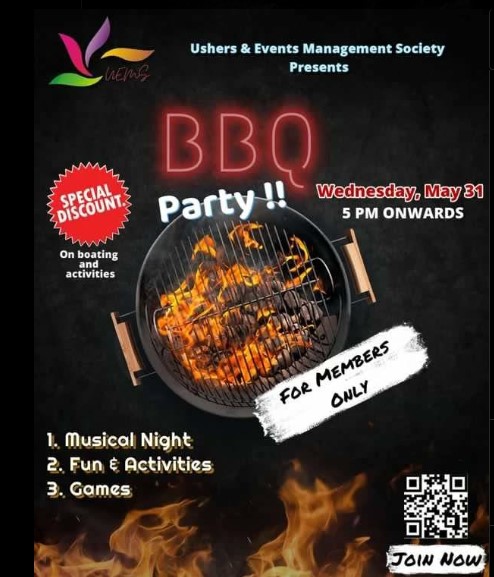 UEMS
Ushers & Events Management Society
Presents
BBQ
Party !!
Wednesday, May 31
5 PM ONWARDS
SPECIAL
DISCOUNT
On boating
and
activities
FOR MEMBERS
ONLY
1. Musical Night
2. Fun & Activities
3. Games
JOIN NOW